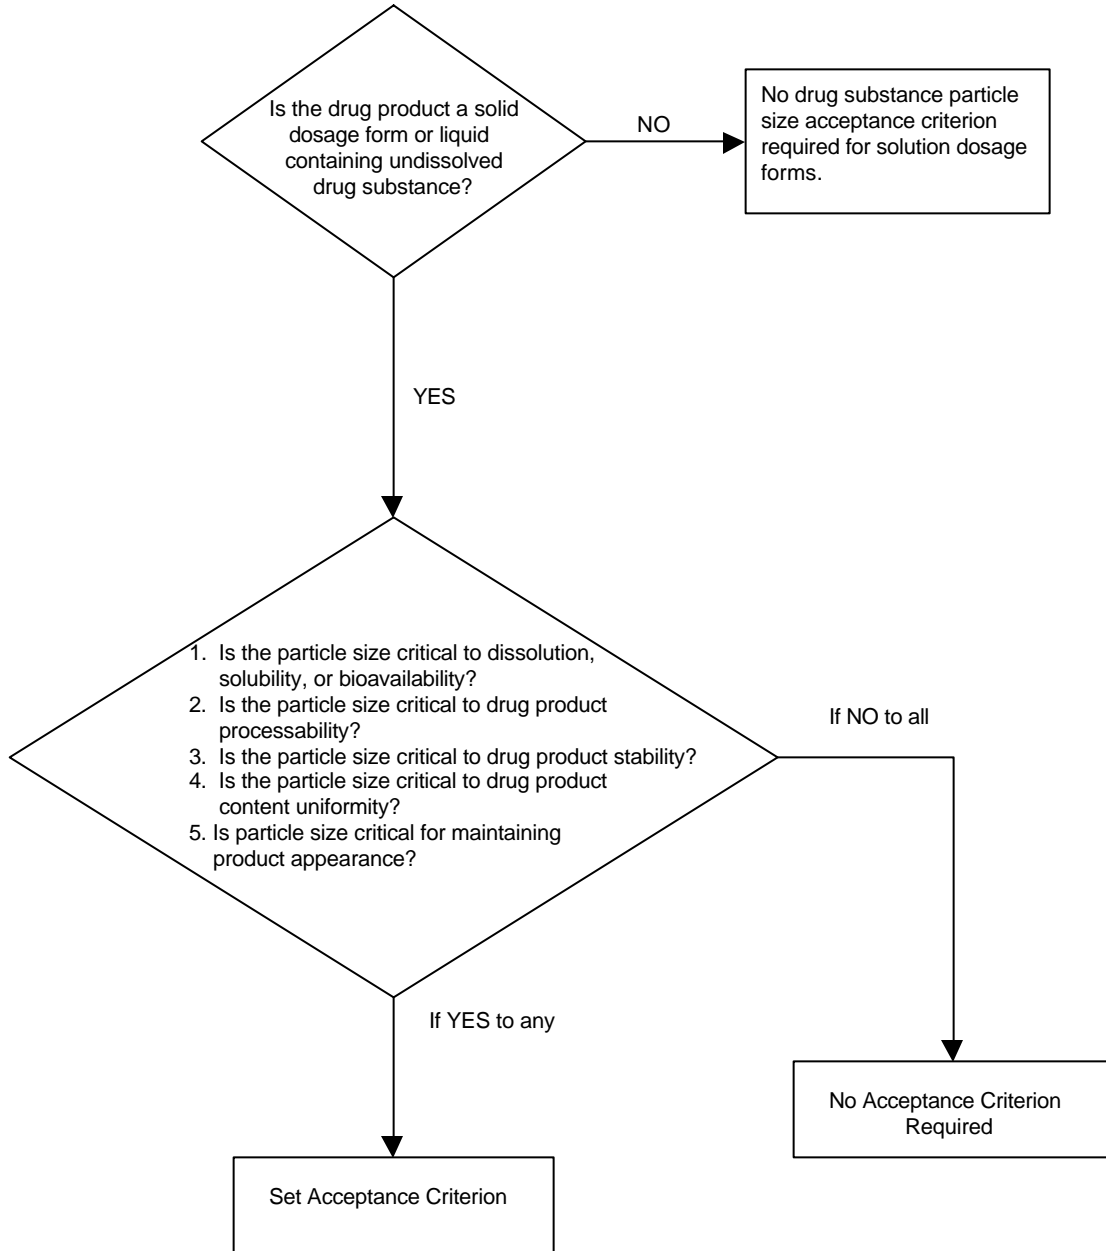 Is the drug product a solid
dosage form or liquid
containing undissolved
drug substance?
NO
No drug substance particle
size acceptance criterion
required for solution dosage
forms.
YES
1. Is the particle size critical to dissolution,
solubility, or bioavailability?
2. Is the particle size critical to drug product
processability?
3. Is the particle size critical to drug product stability?
4. Is the particle size critical to drug product
content uniformity?
5. Is particle size critical for maintaining
product appearance?
If NO to all
If YES to any
No Acceptance Criterion
Required
Set Acceptance Criterion